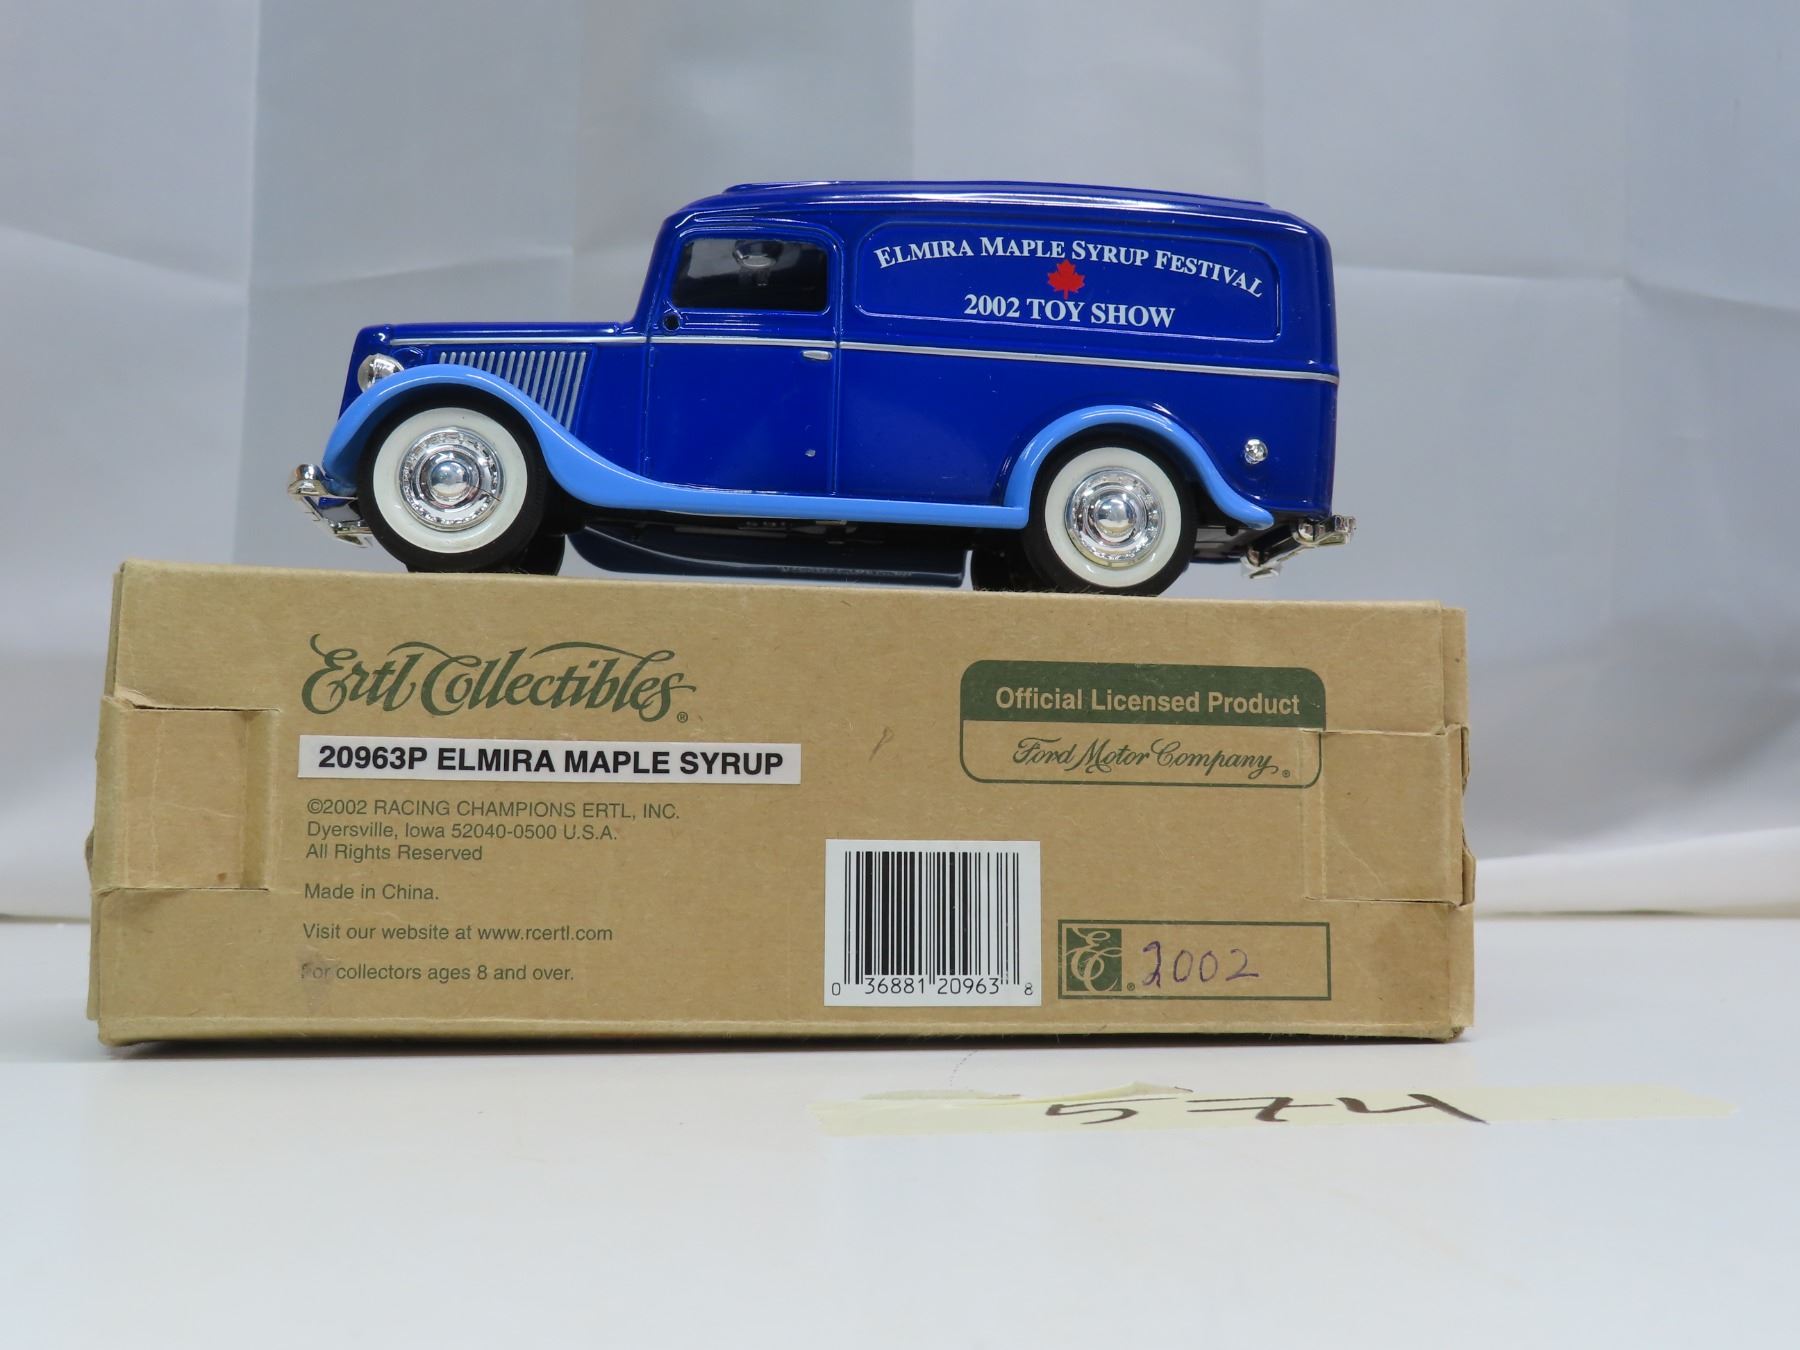 ELMIRA MAPLE SYRUP FESTIVAL
2002 TOY SHOW
Ertl Collectibles®
20963P ELMIRA MAPLE SYRUP
©2002 RACING CHAMPIONS ERTL, INC.
Dyersville, Iowa 52040-0500 U.S.A.
All Rights Reserved
Made in China.
Visit our website at www.rcertl.com
For collectors ages 8 and over.
Official Licensed Product
Ford Motor Company®
0 36881 20963 8
EC® 2002
574